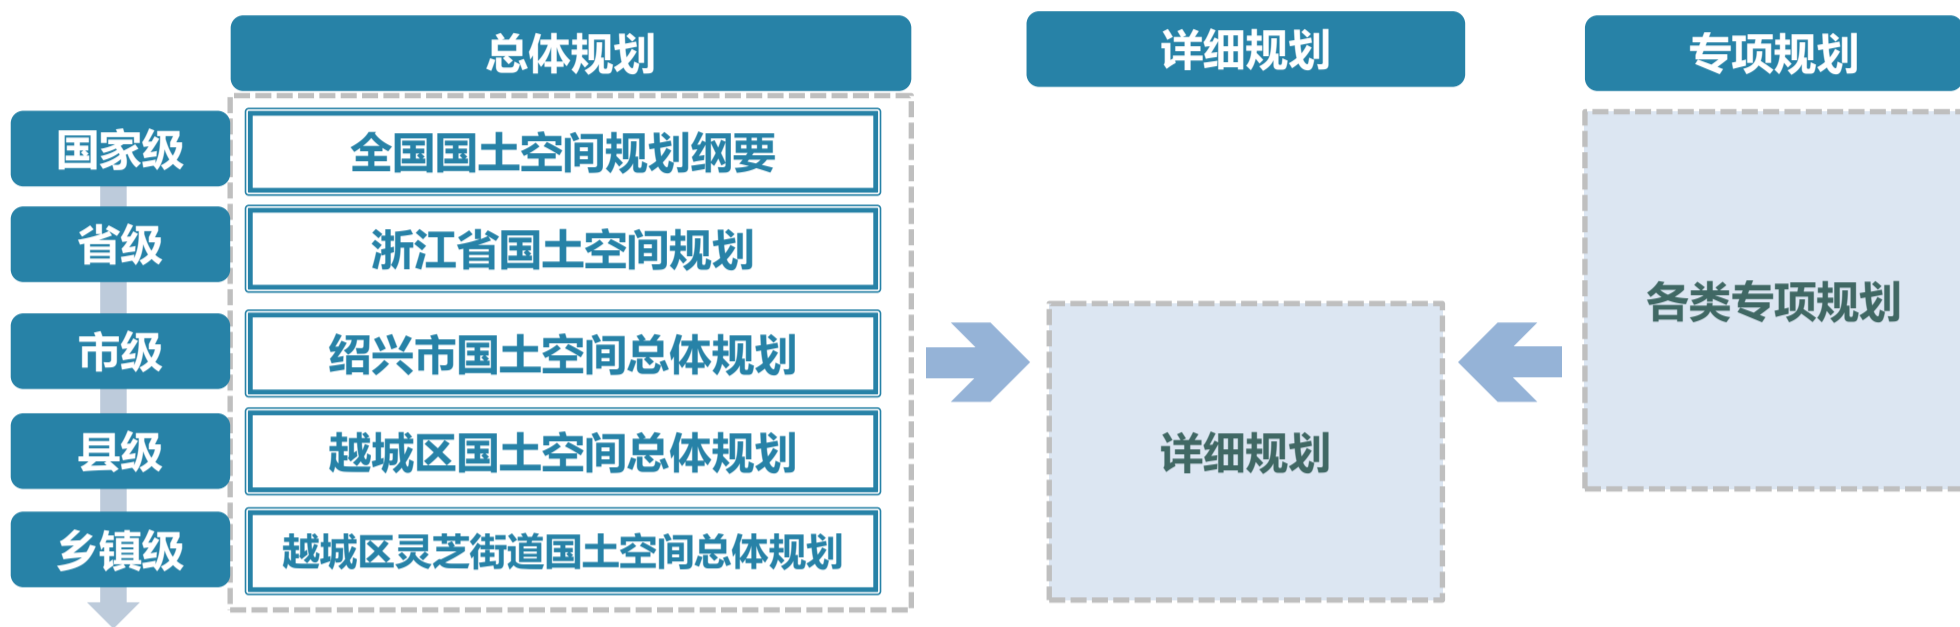 总体规划
详细规划
专项规划
国家级
全国国土空间规划纲要
省级
浙江省国土空间规划
市级
绍兴市国土空间总体规划
县级
越城区国土空间总体规划
乡镇级
越城区灵芝街道国土空间总体规划
详细规划
各类专项规划